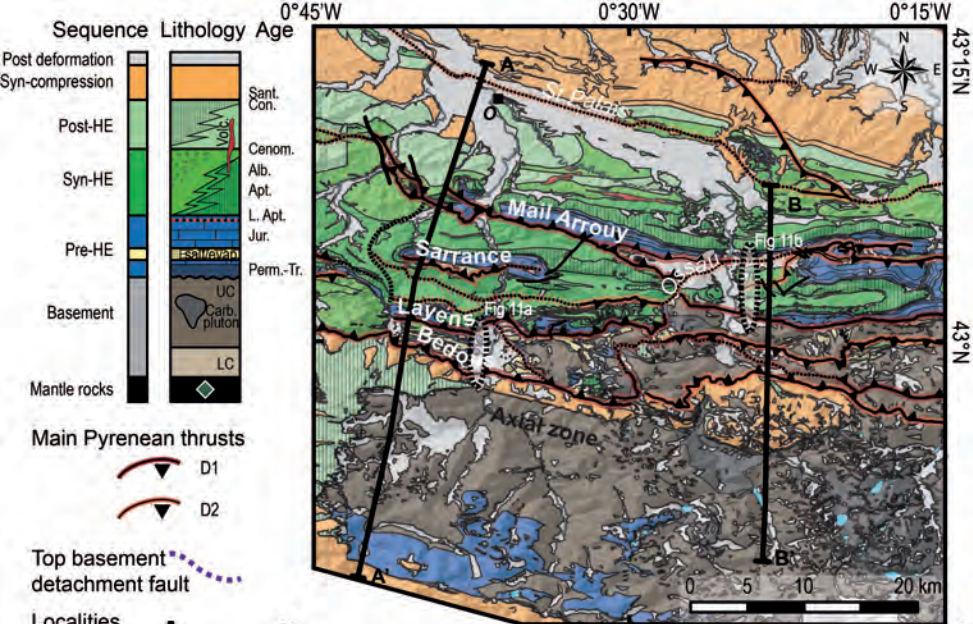 Sequence Lithology Age
Post deformation
Syn-compression
Sant.
Con.
Post-HE
Cenom.
Alb.
Syn-HE
Apt.
L. Apt.
Jur.
Pre-HE
Perm.-Tr.
UC
Basement
Carb.
pluton
LC
Mantle rocks
Main Pyrenean thrusts
D1
D2
Top basement
detachment fault
Localities
0°45'W 0°30'W 0°15'W
43°15'N
43°N
N
W E
S
A
O
St. Palais
B
Mail Arrouy
Fig 11b
Sarrance
Ossau
Layens
Fig 11a
Bedous
Axial zone
A'
B'
0 5 10 20 km